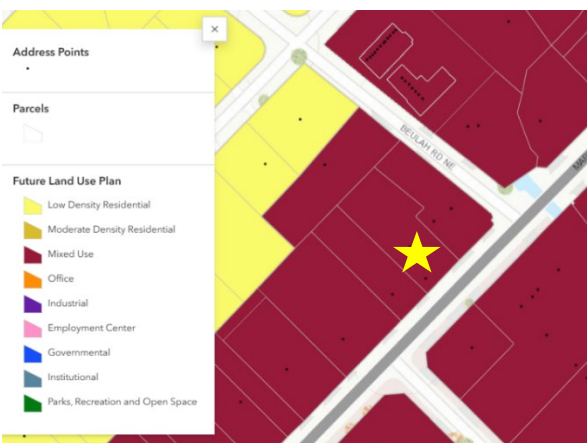 ×
Address Points
Parcels
Future Land Use Plan
Low Density Residential
Moderate Density Residential
Mixed Use
Office
Industrial
Employment Center
Governmental
Institutional
Parks, Recreation and Open Space
BEULAH RD NE